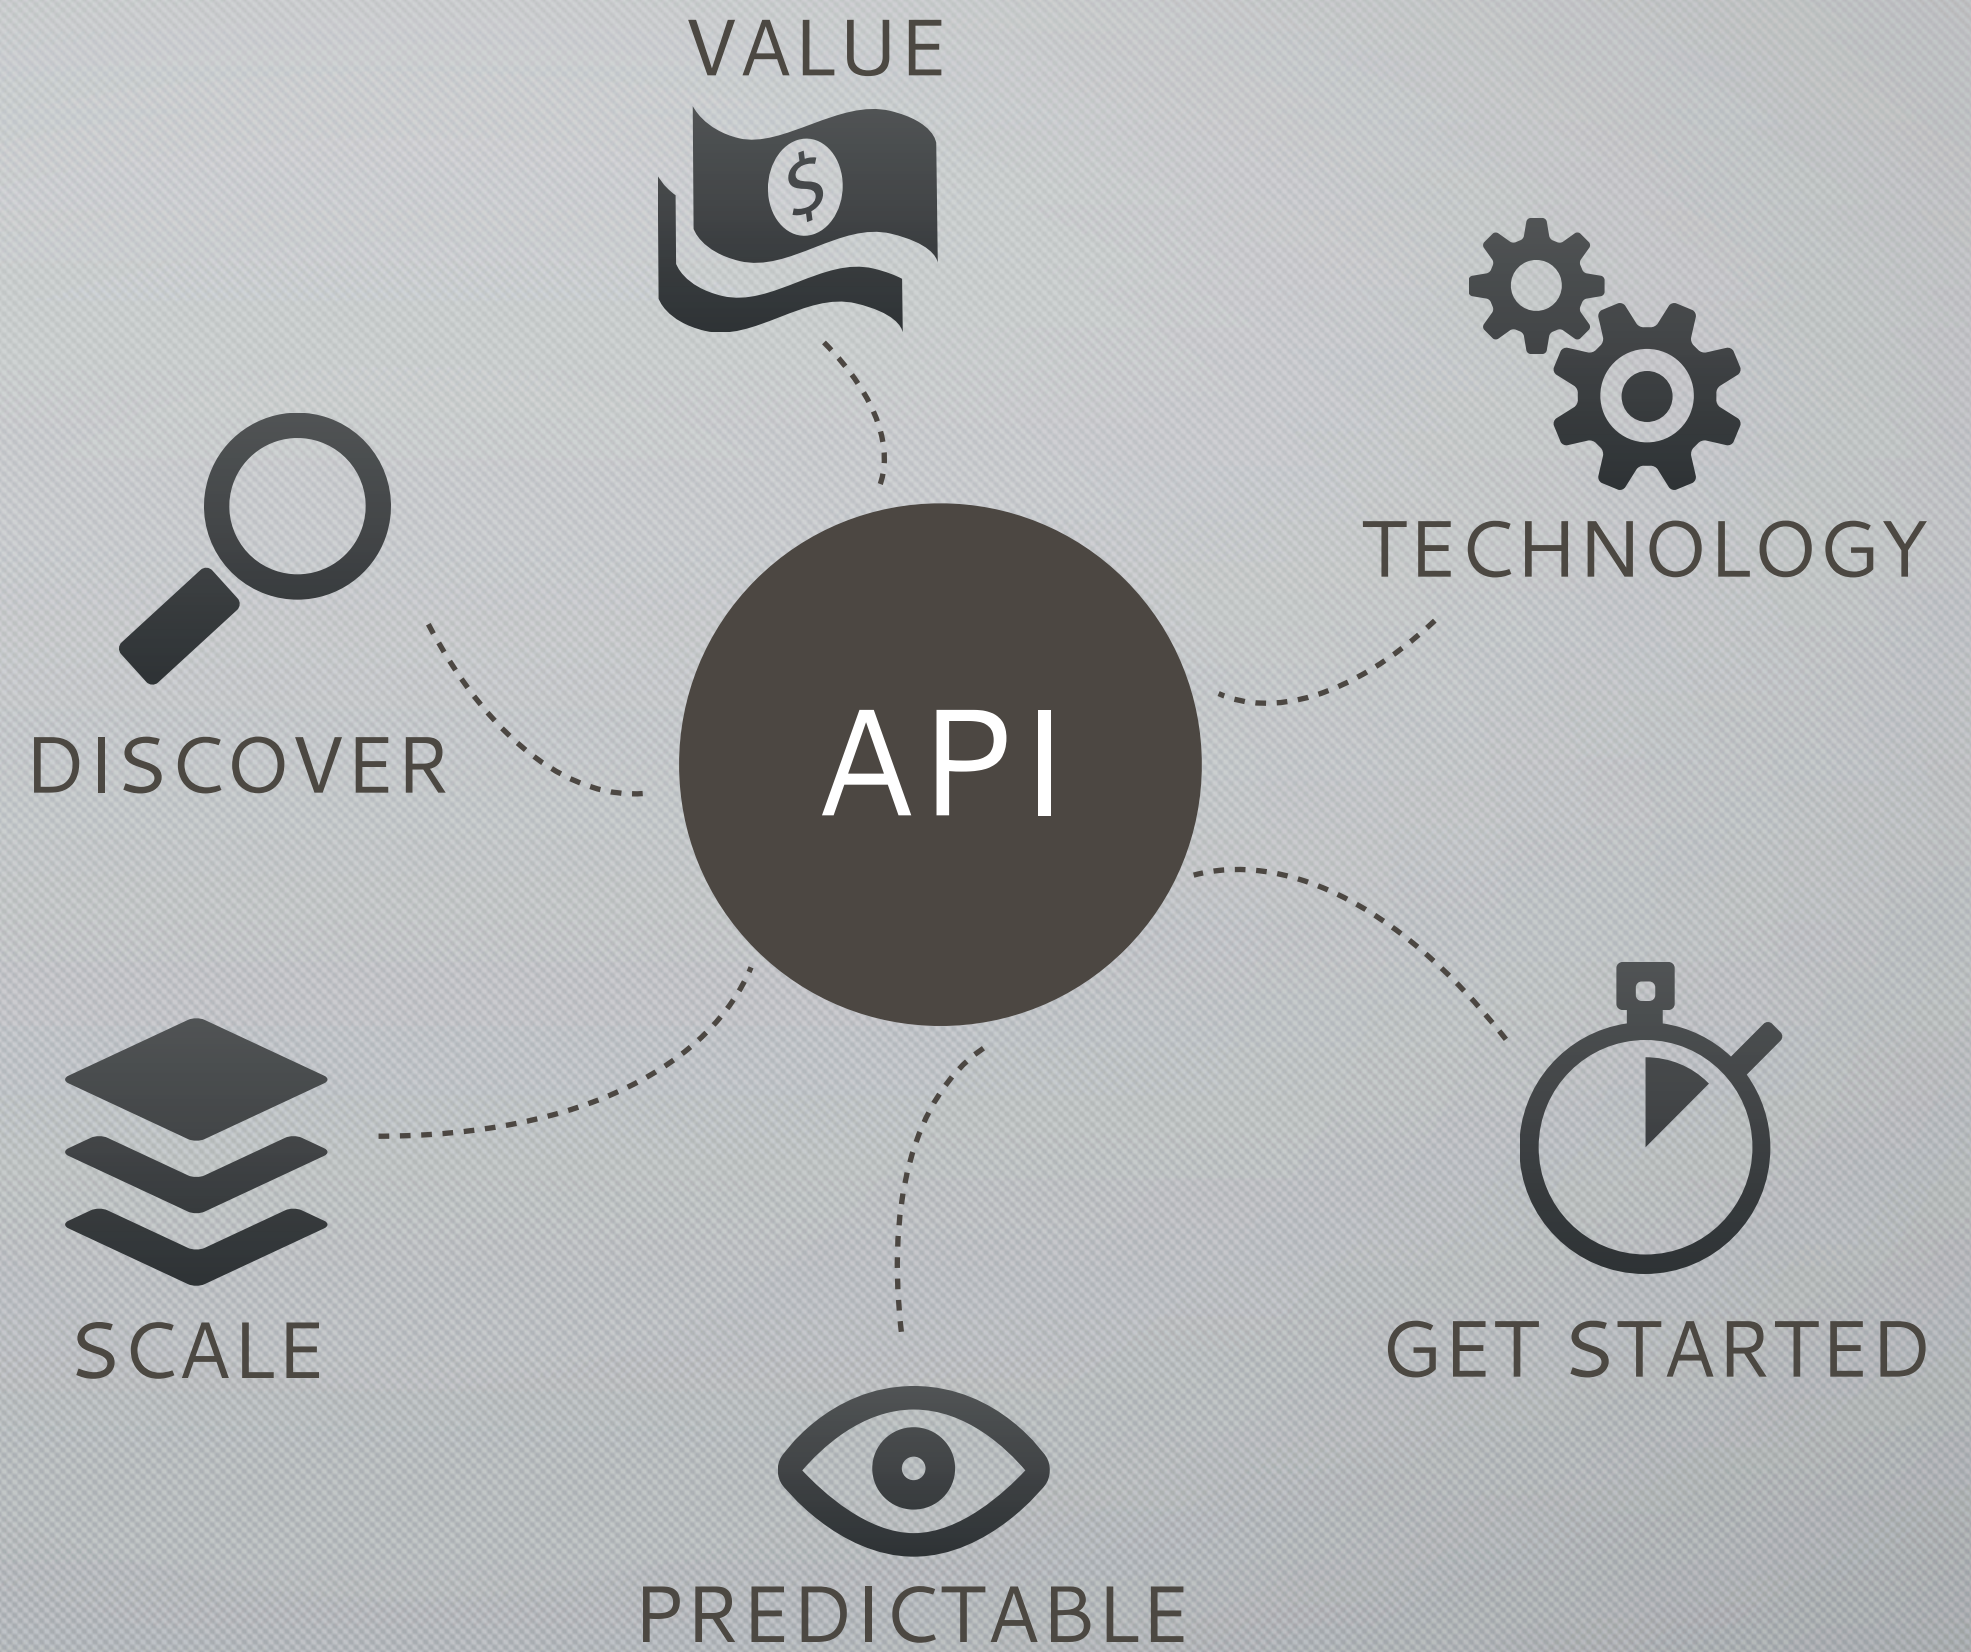 VALUE
$
TECHNOLOGY
DISCOVER
API
SCALE
GET STARTED
PREDICTABLE